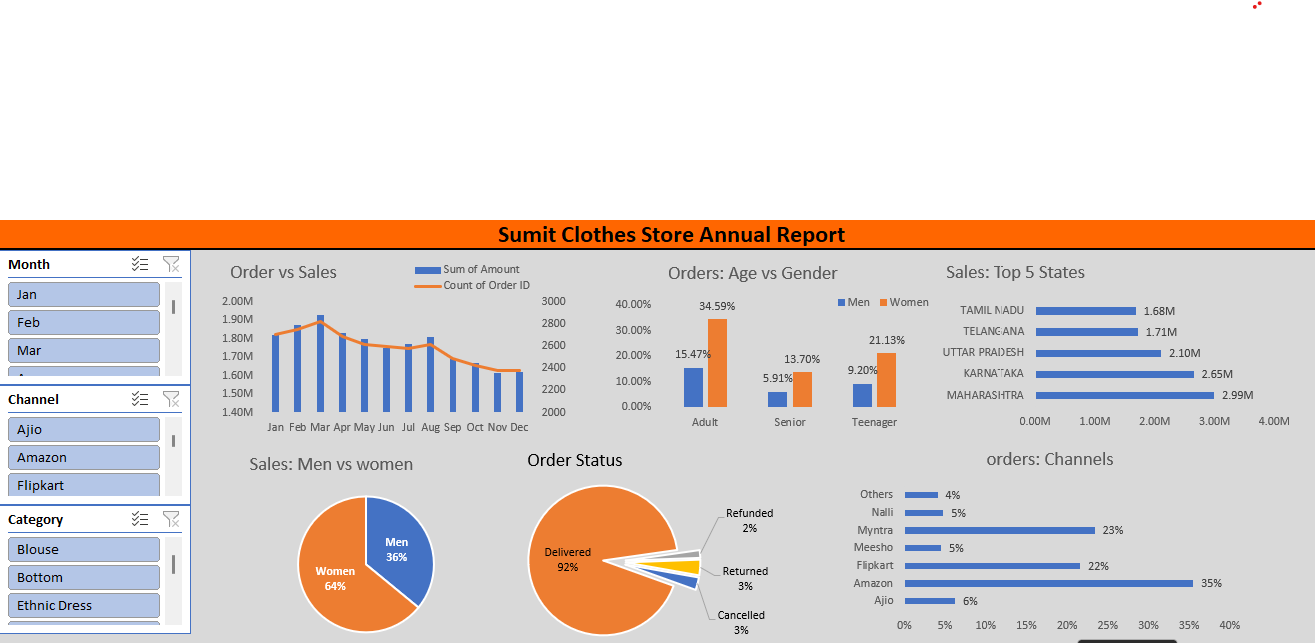 Sumit Clothes Store Annual Report
Month
Jan
Feb
Mar
Channel
Ajio
Amazon
Flipkart
Category
Blouse
Bottom
Ethnic Dress
Order vs Sales
Sum of Amount
Count of Order ID
2.00M
1.90M
1.80M
1.70M
1.60M
1.50M
1.40M
3000
2800
2600
2400
2200
2000
Jan Feb Mar Apr May Jun Jul Aug Sep Oct Nov Dec
Orders: Age vs Gender
Men Women
40.00%
30.00%
20.00%
10.00%
0.00%
15.47% 34.59%
5.91% 13.70%
9.20% 21.13%
Adult Senior Teenager
Sales: Top 5 States
TAMIL NADU 1.68M
TELANGANA 1.71M
UTTAR PRADESH 2.10M
KARNATAKA 2.65M
MAHARASHTRA 2.99M
0.00M 1.00M 2.00M 3.00M 4.00M
Sales: Men vs women
Men
36%
Women
64%
Order Status
Delivered
92%
Refunded
2%
Returned
3%
Cancelled
3%
orders: Channels
Others 4%
Nalli 5%
Myntra 23%
Meesho 5%
Flipkart 22%
Amazon 35%
Ajio 6%
0% 5% 10% 15% 20% 25% 30% 35% 40%